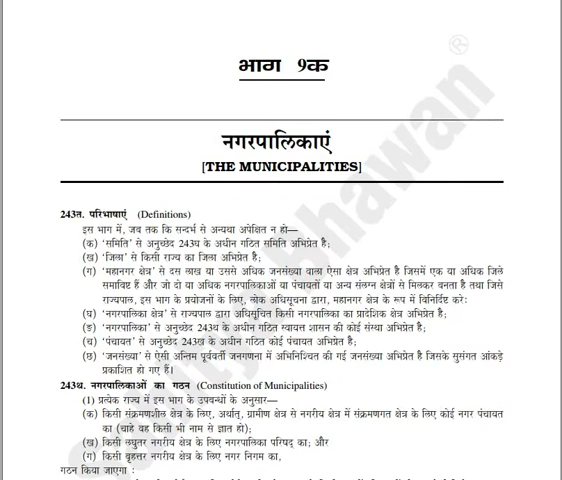 भाग 9क
नगरपालिकाएं
[THE MUNICIPALITIES]
243त. परिभाषाएं (Definitions)
इस भाग में, जब तक कि सन्दर्भ से अन्यथा अपेक्षित न हो—
(क) ‘समिति’ से अनुच्छेद 243ध के अधीन गठित समिति अभिप्रेत है;
(ख) ‘जिला’ से किसी राज्य का जिला अभिप्रेत है;
(ग) ‘महानगर क्षेत्र’ से दस लाख या उससे अधिक जनसंख्या वाला ऐसा क्षेत्र अभिप्रेत है जिसमें एक या अधिक जिले
समाविष्ट हैं और जो दो या अधिक नगरपालिकाओं या पंचायतों या अन्य संलग्न क्षेत्रों से मिलकर बनता है तथा जिसे
राज्यपाल, इस भाग के प्रयोजनों के लिए, लोक अधिसूचना द्वारा, महानगर क्षेत्र के रूप में विनिर्दिष्ट करे;
(घ) ‘नगरपालिका क्षेत्र’ से राज्यपाल द्वारा अधिसूचित किसी नगरपालिका का प्रादेशिक क्षेत्र अभिप्रेत है;
(ङ) ‘नगरपालिका’ से अनुच्छेद 243थ के अधीन गठित स्वायत्त शासन की कोई संस्था अभिप्रेत है;
(च) ‘पंचायत’ से अनुच्छेद 243ख के अधीन गठित कोई पंचायत अभिप्रेत है;
(छ) ‘जनसंख्या’ से ऐसी अन्तिम पूर्ववर्ती जनगणना में अभिनिश्चित की गई जनसंख्या अभिप्रेत है जिसके सुसंगत आंकड़े
प्रकाशित हो गए हैं।
243थ. नगरपालिकाओं का गठन (Constitution of Municipalities)
(1) प्रत्येक राज्य में इस भाग के उपबन्धों के अनुसार—
(क) किसी संक्रमणशील क्षेत्र के लिए, अर्थात्, ग्रामीण क्षेत्र से नगरीय क्षेत्र में संक्रमणगत क्षेत्र के लिए कोई नगर पंचायत
का (चाहे वह किसी भी नाम से ज्ञात हो);
(ख) किसी लघुतर नगरीय क्षेत्र के लिए नगरपालिका परिषद् का; और
(ग) किसी बृहत्तर नगरीय क्षेत्र के लिए नगर निगम का,
गठन किया जाएगा :